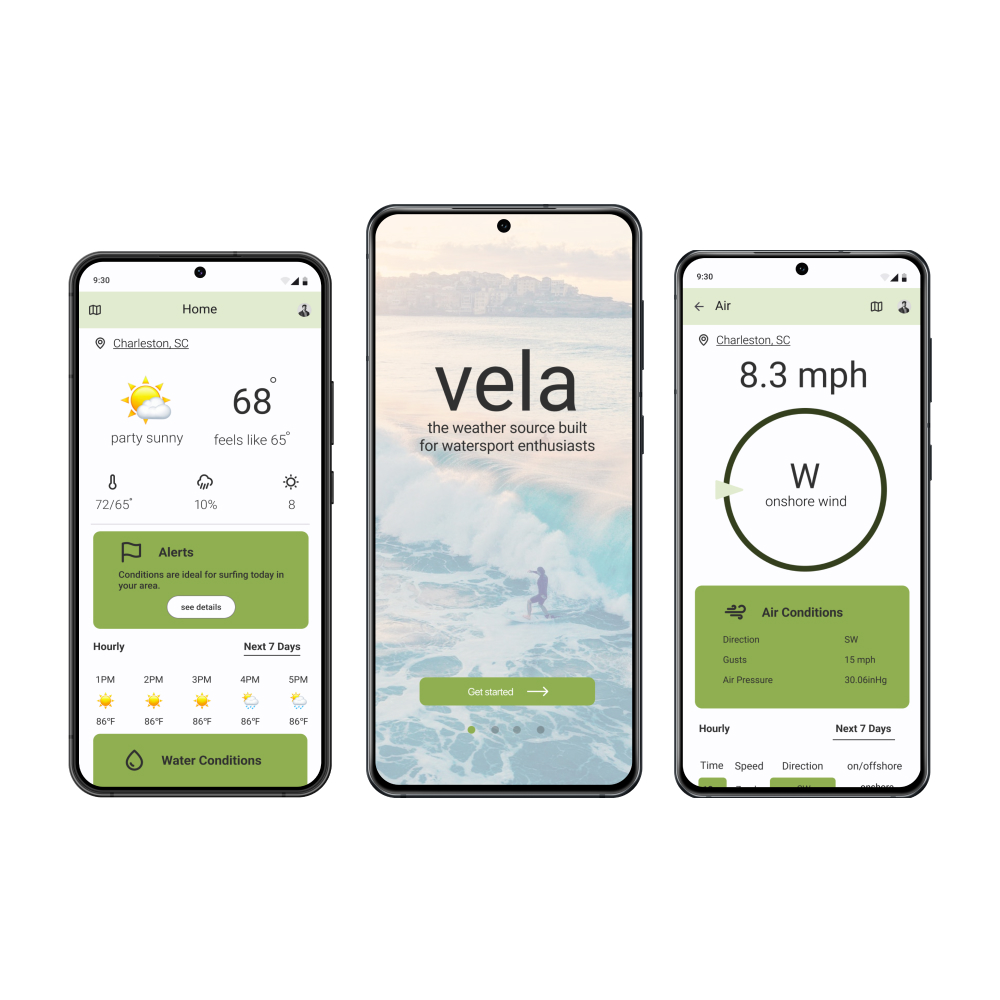 9:30
Home
Charleston, SC
68°
party sunny
feels like 65°
72/65°
10%
8
Alerts
Conditions are ideal for surfing today in
your area.
see details
Hourly
Next 7 Days
1PM 2PM 3PM 4PM 5PM
86°F 86°F 86°F 86°F 86°F
Water Conditions
vela
the weather source built
for watersport enthusiasts
Get started
9:30
Air
Charleston, SC
8.3 mph
W
onshore wind
Air Conditions
Direction SW
Gusts 15 mph
Air Pressure 30.06inHg
Hourly
Next 7 Days
Time Speed Direction on/offshore
SW onshore